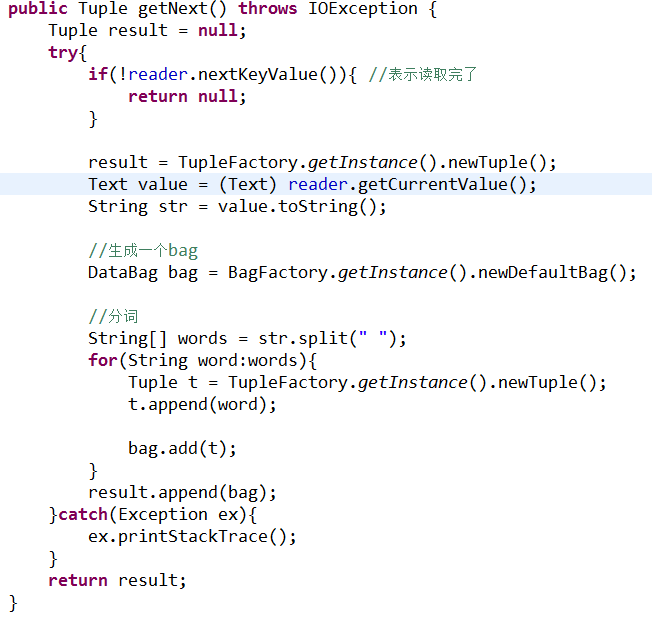 public Tuple getNext() throws IOException {
    Tuple result = null;
    try{
        if(!reader.nextKeyValue()){ //表示读取完了
            return null;
        }

        result = TupleFactory.getInstance().newTuple();
        Text value = (Text) reader.getCurrentValue();
        String str = value.toString();

        //生成一个bag
        DataBag bag = BagFactory.getInstance().newDefaultBag();

        //分词
        String[] words = str.split(" ");
        for(String word:words){
            Tuple t = TupleFactory.getInstance().newTuple();
            t.append(word);

            bag.add(t);
        }
        result.append(bag);
    }catch(Exception ex){
        ex.printStackTrace();
    }
    return result;
}